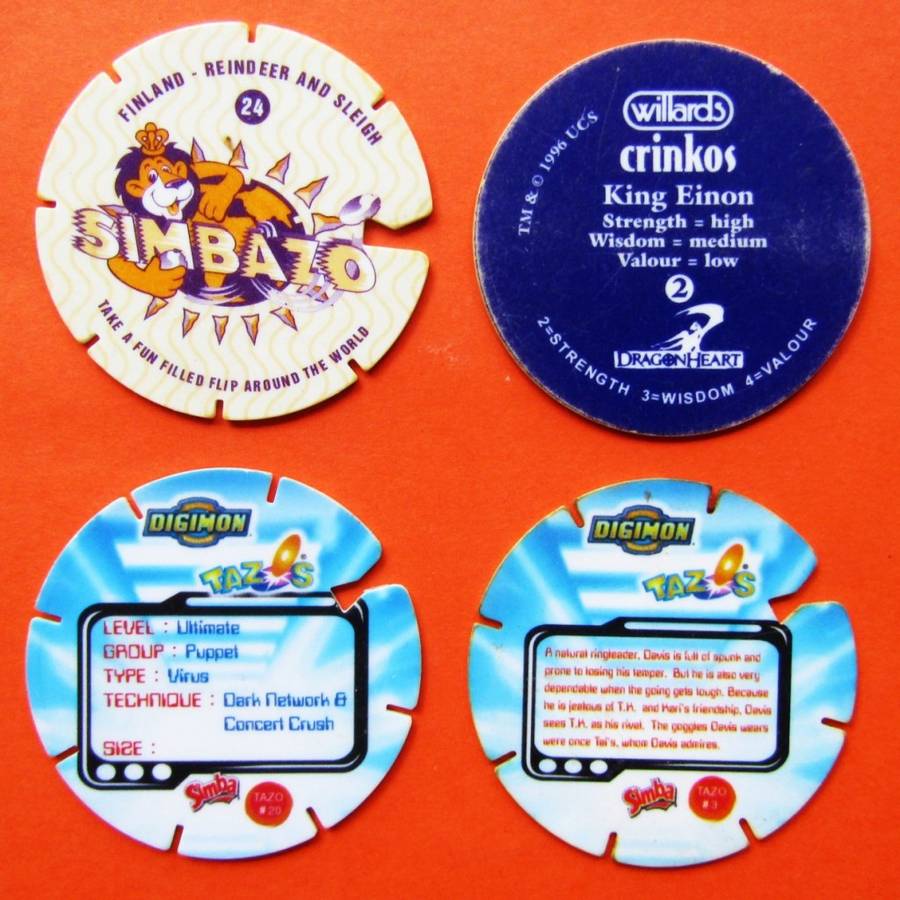 FINLAND - REINDEER AND SLEIGH
24
SIMBAZO
TAKE A FUN FILLED FLIP AROUND THE WORLD
willards
crinkos
TM & © 1996 UCS
King Einon
Strength = high
Wisdom = medium
Valour = low
2
DRAGONHEART
2=STRENGTH 3=WISDOM 4=VALOUR
DIGIMON
TAZOS
LEVEL : Ultimate
GROUP : Puppet
TYPE : Virus
TECHNIQUE : Dark Network &
Concert Crush
SIZE :
Simba
TAZO
#20
DIGIMON
TAZOS
A natural ringleader, Davis is full of spunk and
prone to losing his temper. But he is also very
dependable when the going gets tough. Because
he is jealous of T.K. and Kari's friendship, Davis
sees T.K. as his rival. The goggles Davis wears
were once Tai's, whom Davis admires.
Simba
TAZO
#3